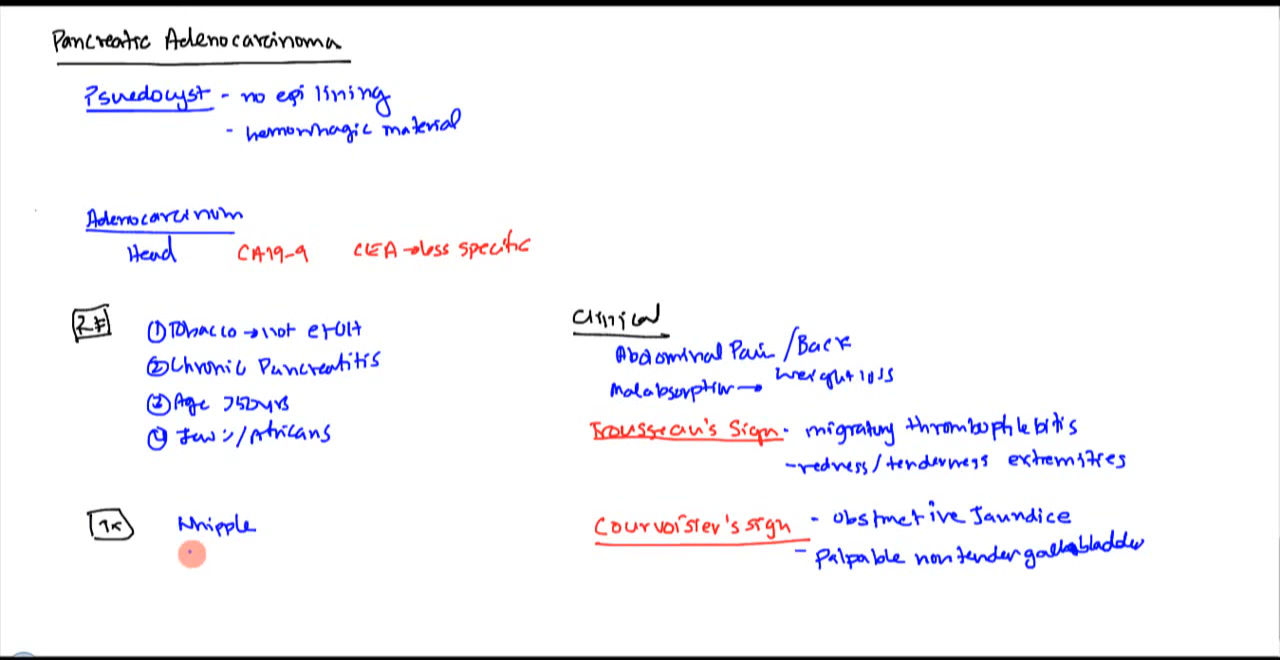 Pancreatic Adenocarcinoma
Psuedocyst - no epi lining
- hemorrhagic material
Adenocarcinum
Head CA19-9 CEA→less specific
RF
① Tobacco → not EtOH
② Chronic Pancreatitis
③ Age >50yrs
④ Jews/Africans
Tx Whipple
Clinical
Abdominal Pain /Back
Malabsorption → weight loss
Trousseau's Sign - migratory thrombophlebitis
- redness/tenderness extremities
Courvoisier's sign - obstructive Jaundice
- Palpable nontender gallbladder